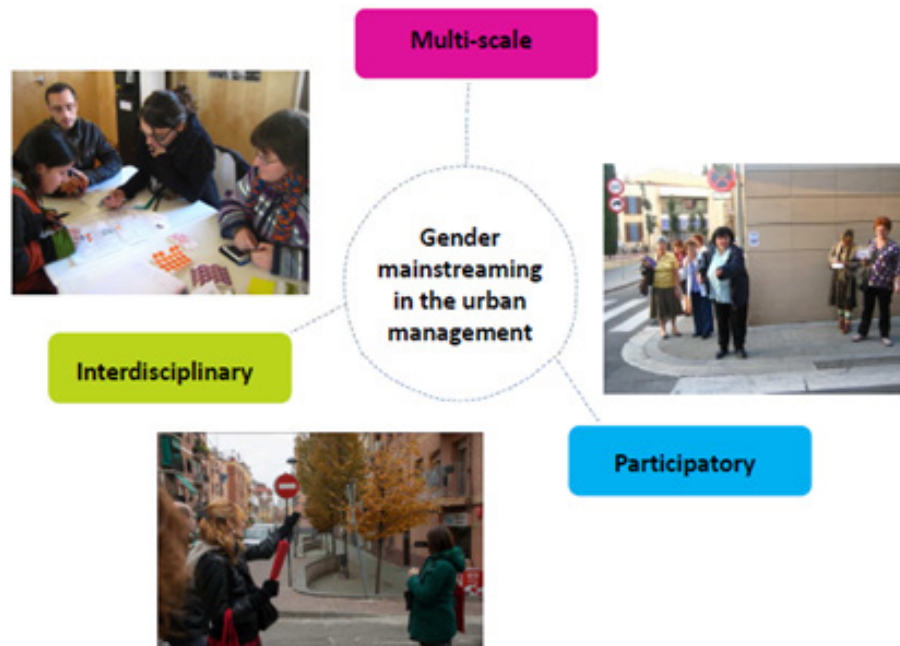 Multi-scale
Gender
mainstreaming
in the urban
management
Interdisciplinary
Participatory